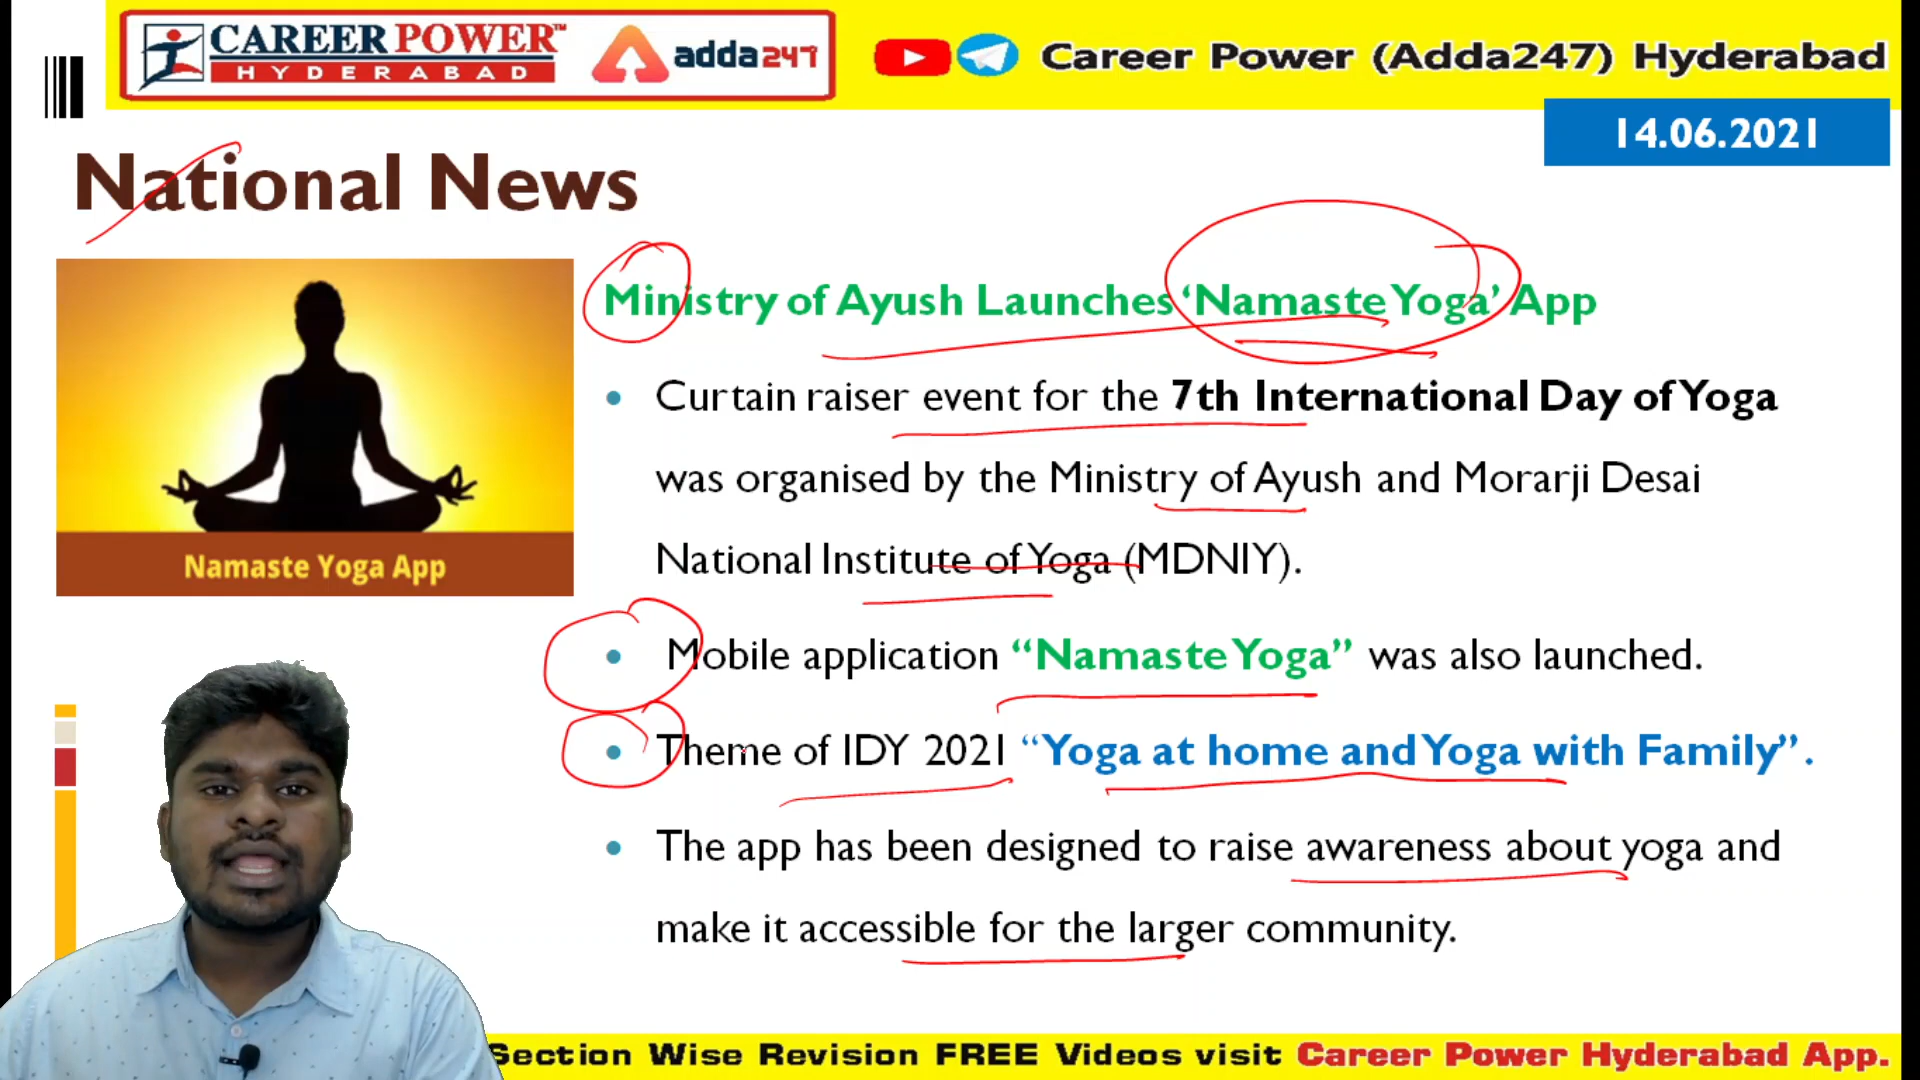 CAREER POWER™
HYDERABAD
adda247
Career Power (Adda247) Hyderabad
14.06.2021
National News
Ministry of Ayush Launches ‘Namaste Yoga’ App
• Curtain raiser event for the 7th International Day of Yoga
was organised by the Ministry of Ayush and Morarji Desai
National Institute of Yoga (MDNIY).
Namaste Yoga App
• Mobile application “Namaste Yoga” was also launched.
• Theme of IDY 2021 “Yoga at home and Yoga with Family”.
• The app has been designed to raise awareness about yoga and
make it accessible for the larger community.
Section Wise Revision FREE Videos visit Career Power Hyderabad App.